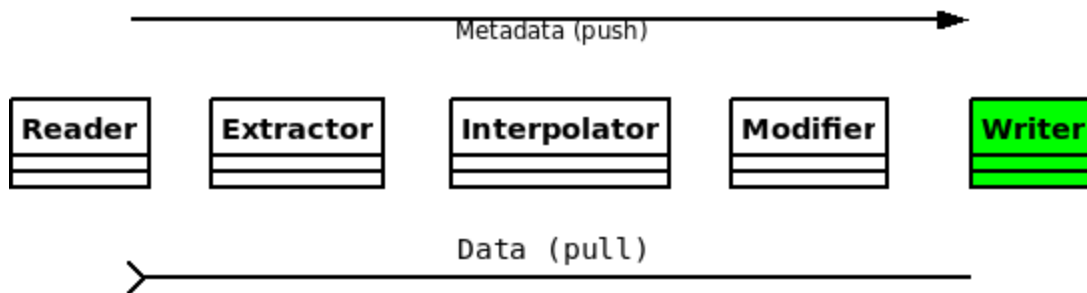 Metadata (push)
Reader
Extractor
Interpolator
Modifier
Writer
Data (pull)